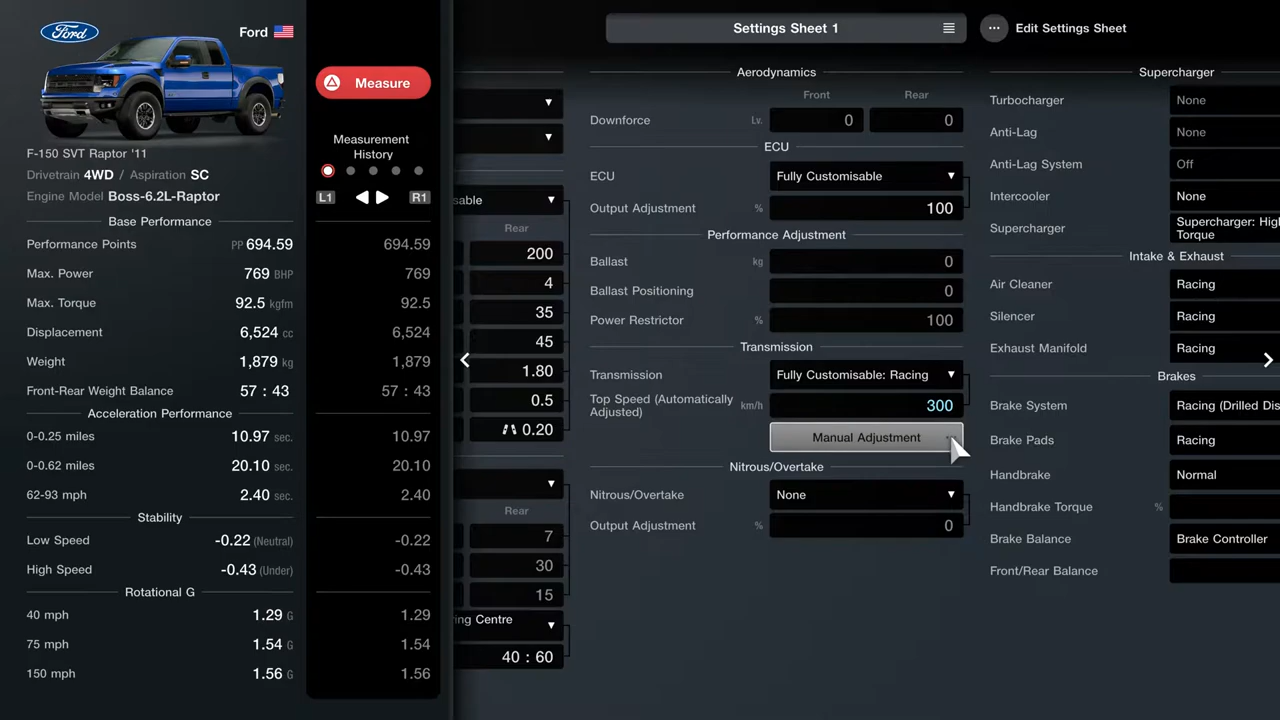 Ford
Ford
F-150 SVT Raptor '11
Drivetrain 4WD / Aspiration SC
Engine Model Boss-6.2L-Raptor
Base Performance
Performance Points PP 694.59
Max. Power 769 BHP
Max. Torque 92.5 kgfm
Displacement 6,524 cc
Weight 1,879 kg
Front-Rear Weight Balance 57 : 43
Acceleration Performance
0-0.25 miles 10.97 sec.
0-0.62 miles 20.10 sec.
62-93 mph 2.40 sec.
Stability
Low Speed -0.22 (Neutral)
High Speed -0.43 (Under)
Rotational G
40 mph 1.29 G
75 mph 1.54 G
150 mph 1.56 G
Measure
Measurement
History
L1 R1
694.59
769
92.5
6,524
1,879
57 : 43
10.97
20.10
2.40
-0.22
-0.43
1.29
1.54
1.56
Settings Sheet 1
Edit Settings Sheet
sable
Rear
200
4
35
45
1.80
0.5
0.20
Rear
7
30
15
ring Centre
40 : 60
Aerodynamics
Front Rear
Downforce Lv. 0 0
ECU
ECU Fully Customisable
Output Adjustment % 100
Performance Adjustment
Ballast kg 0
Ballast Positioning 0
Power Restrictor % 100
Transmission
Transmission Fully Customisable: Racing
Top Speed (Automatically
Adjusted) km/h 300
Manual Adjustment
Nitrous/Overtake
Nitrous/Overtake None
Output Adjustment % 0
Supercharger
Turbocharger None
Anti-Lag None
Anti-Lag System Off
Intercooler None
Supercharger Supercharger: High
Torque
Intake & Exhaust
Air Cleaner Racing
Silencer Racing
Exhaust Manifold Racing
Brakes
Brake System Racing (Drilled Dis
Brake Pads Racing
Handbrake Normal
Handbrake Torque %
Brake Balance Brake Controller
Front/Rear Balance